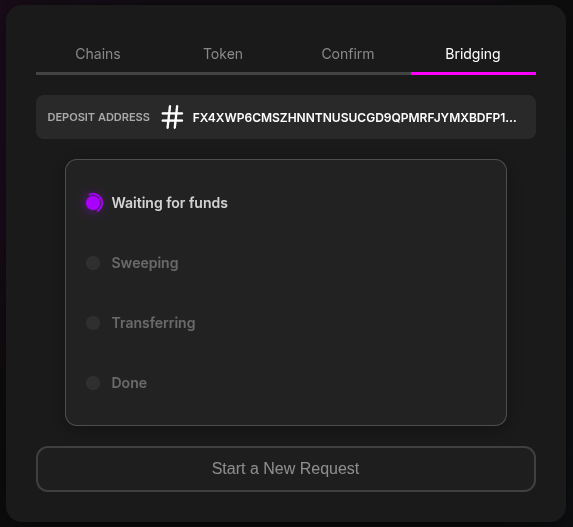 Chains Token Confirm Bridging
DEPOSIT ADDRESS # FX4XWP6CMSZHNNTNUSUCGD9QPMRFJYMXBDFP1...
Waiting for funds
Sweeping
Transferring
Done
Start a New Request